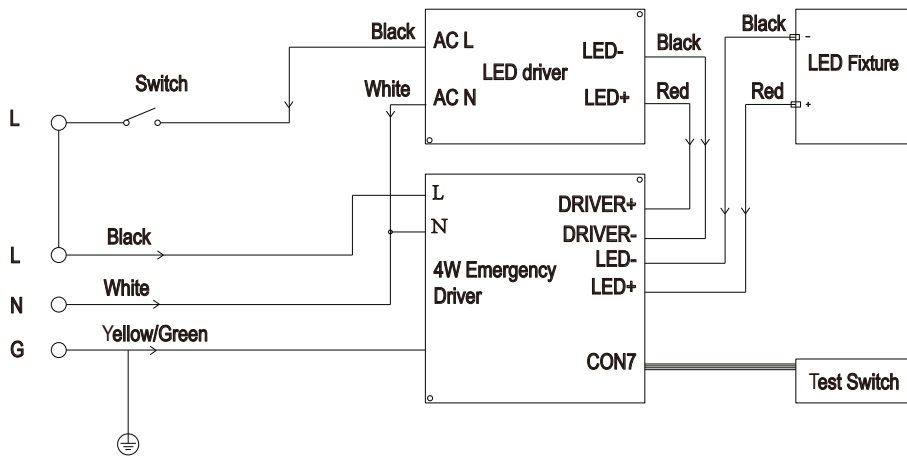 Black
AC L
LED-
Black
Black
−
LED driver
LED Fixture
Switch
White
AC N
LED+
Red
Red
+
L
L
DRIVER+
N
DRIVER-
Black
L
LED-
4W Emergency
Driver
LED+
White
N
Yellow/Green
G
CON7
Test Switch